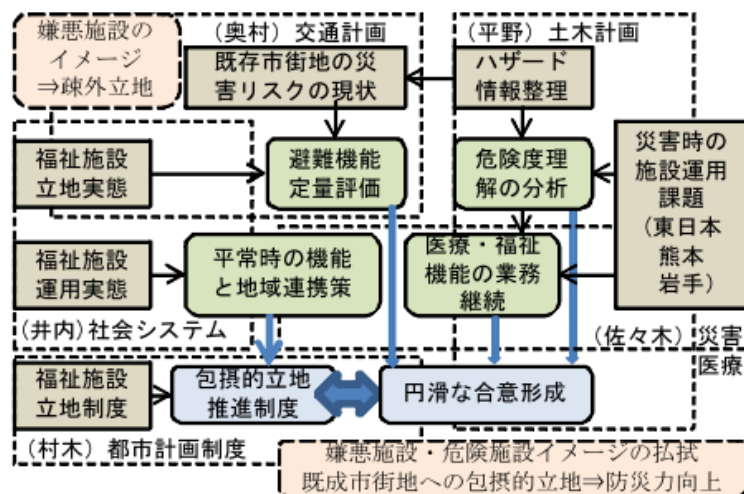 嫌悪施設の
イメージ
⇒疎外立地
（奥村）交通計画
既存市街地の災
害リスクの現状
（平野）土木計画
ハザード
情報整理
福祉施設
立地実態
避難機能
定量評価
危険度理
解の分析
災害時の
施設運用
課題
（東日本
熊本
岩手）
福祉施設
運用実態
平常時の機能
と地域連携策
医療・福祉
機能の業務
継続
（井内）社会システム
（佐々木）災害
医療
福祉施設
立地制度
包摂的立地
推進制度
円滑な合意形成
（村木）都市計画制度
嫌悪施設・危険施設イメージの払拭
既成市街地への包摂的立地⇒防災力向上